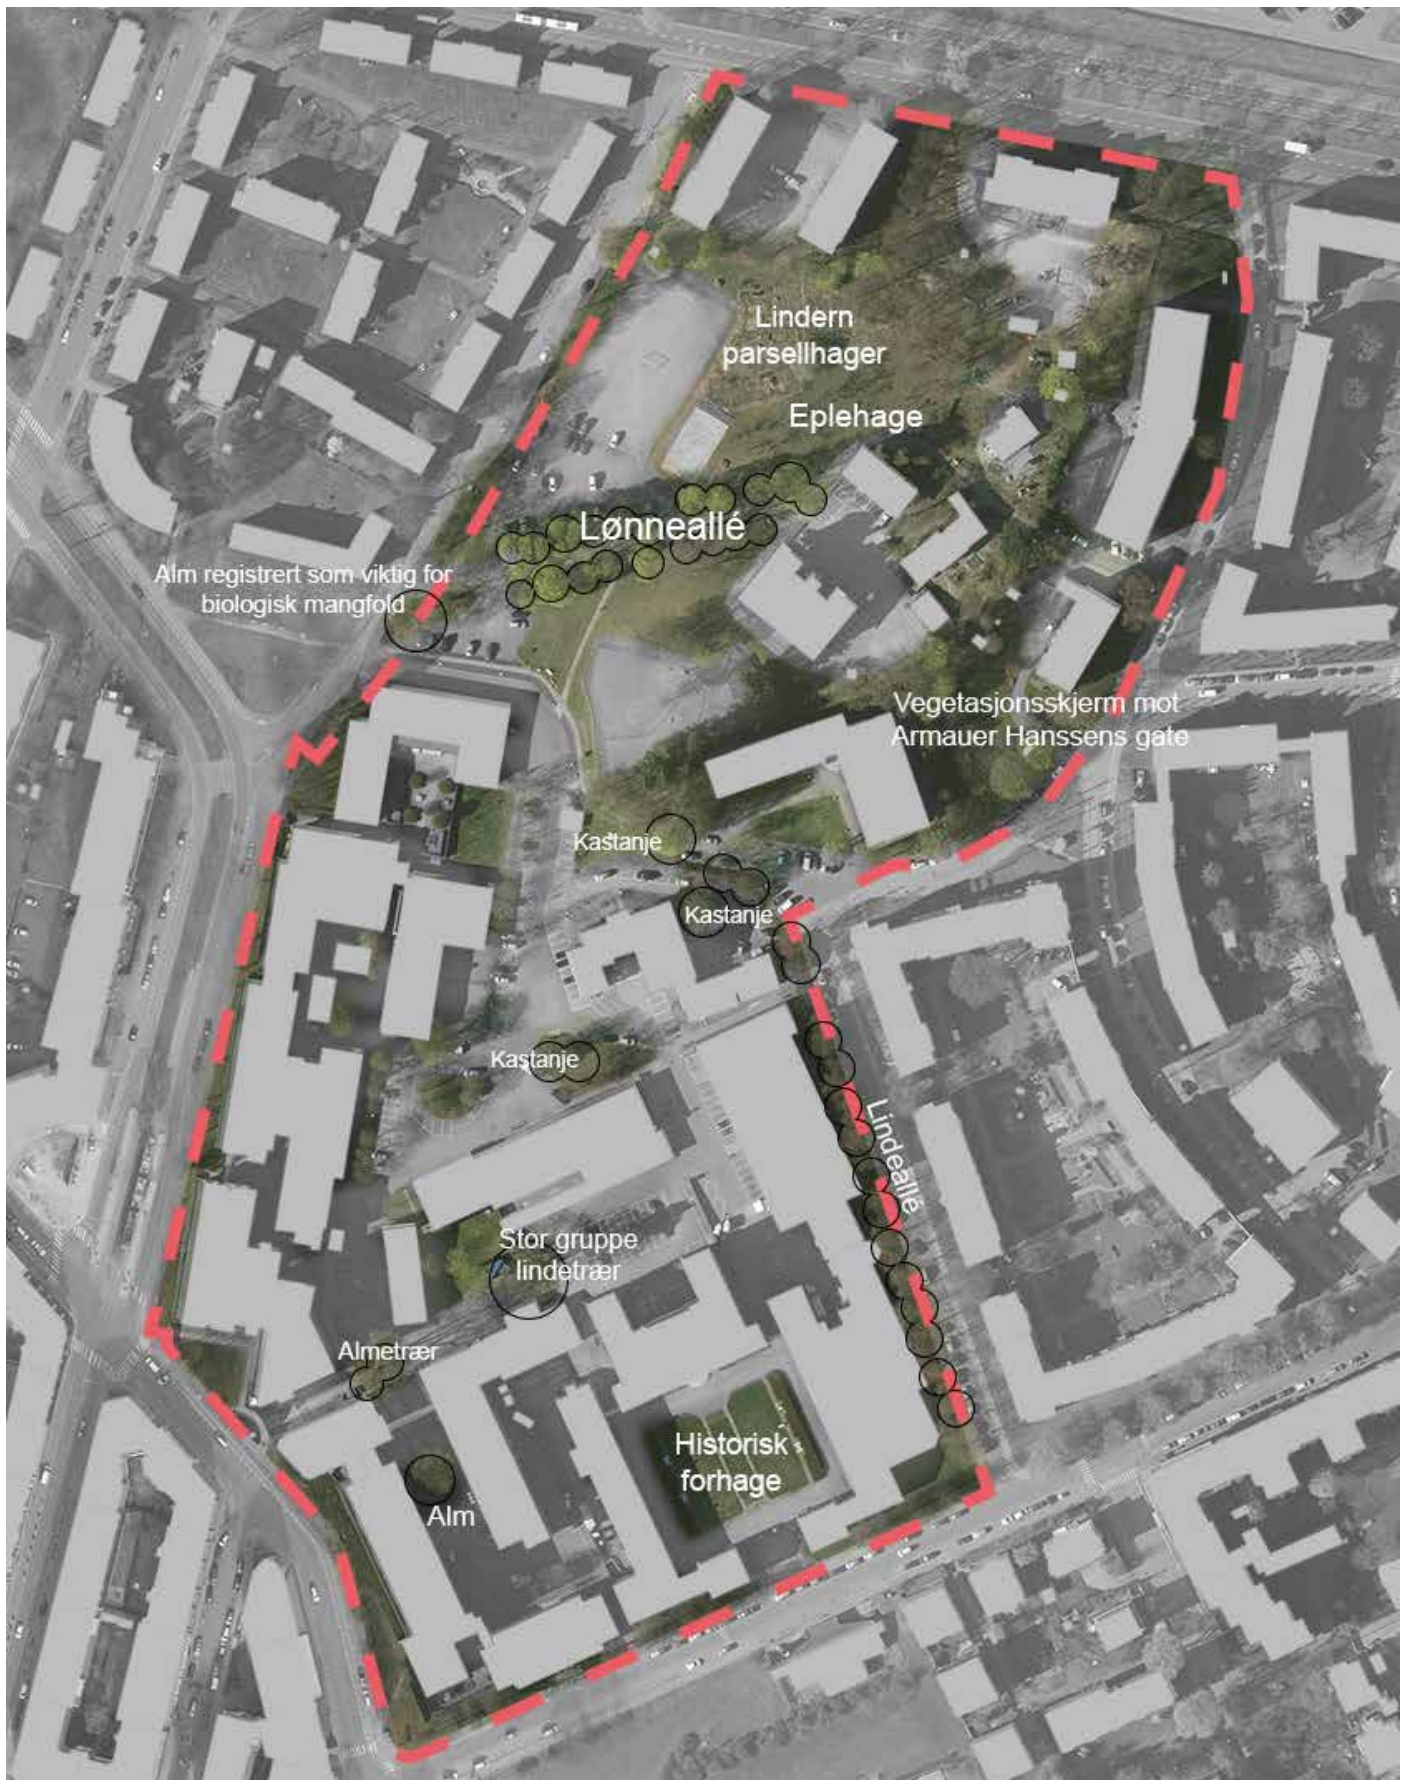 Lindern
parsellhager
Eplehage
Lønneallé
Alm registrert som viktig for
biologisk mangfold
Vegetasjonsskjerm mot
Armauer Hanssens gate
Kastanje
Kastanje
Kastanje
Lindeallé
Stor gruppe
lindetrær
Almetrær
Historisk
forhage
Alm